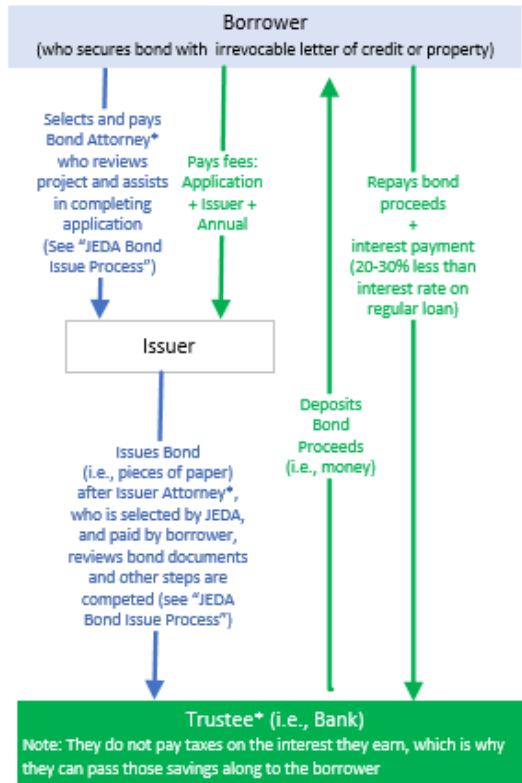 Borrower
(who secures bond with irrevocable letter of credit or property)
Selects and pays
Bond Attorney*
who reviews
project and assists
in completing
application
(See “JEDA Bond
Issue Process”)
Pays fees:
Application
+ Issuer +
Annual
Repays bond
proceeds
+
interest payment
(20-30% less than
interest rate on
regular loan)
Issuer
Deposits
Bond
Proceeds
(i.e., money)
Issues Bond
(i.e., pieces of paper)
after Issuer Attorney*,
who is selected by JEDA,
and paid by borrower,
reviews bond documents
and other steps are
competed (see “JEDA
Bond Issue Process”)
Trustee* (i.e., Bank)
Note: They do not pay taxes on the interest they earn, which is why
they can pass those savings along to the borrower